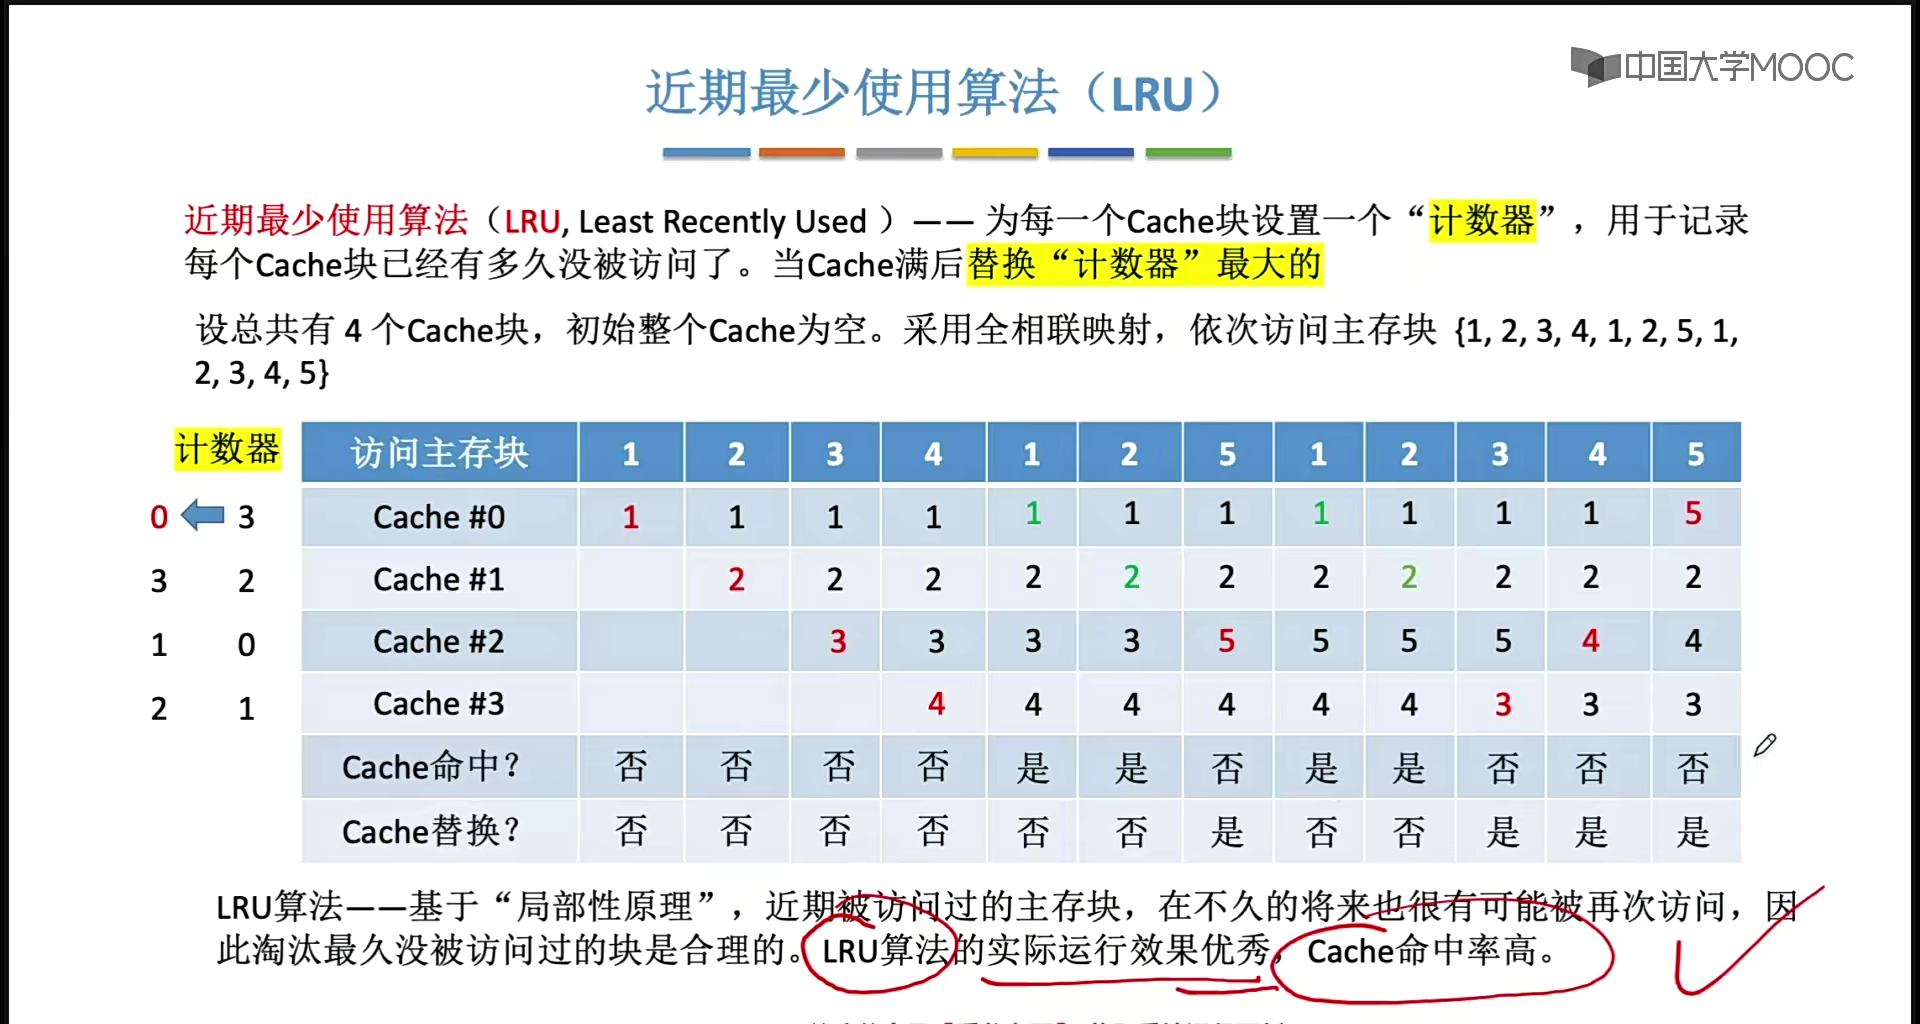 中国大学MOOC
近期最少使用算法（LRU）
近期最少使用算法（LRU, Least Recently Used ）—— 为每一个Cache块设置一个“计数器”，用于记录
每个Cache块已经有多久没被访问了。当Cache满后替换“计数器”最大的
设总共有 4 个Cache块，初始整个Cache为空。采用全相联映射，依次访问主存块 {1, 2, 3, 4, 1, 2, 5, 1,
2, 3, 4, 5}
计数器 访问主存块 1 2 3 4 1 2 5 1 2 3 4 5
0 3 Cache #0 1 1 1 1 1 1 1 1 1 1 1 5
3 2 Cache #1 2 2 2 2 2 2 2 2 2 2 2
1 0 Cache #2 3 3 3 3 5 5 5 5 4 4
2 1 Cache #3 4 4 4 4 4 4 3 3 3
Cache命中？ 否 否 否 否 是 是 否 是 是 否 否 否
Cache替换？ 否 否 否 否 否 否 是 否 否 是 是 是
LRU算法——基于“局部性原理”，近期被访问过的主存块，在不久的将来也很有可能被再次访问，因
此淘汰最久没被访问过的块是合理的。LRU算法的实际运行效果优秀，Cache命中率高。